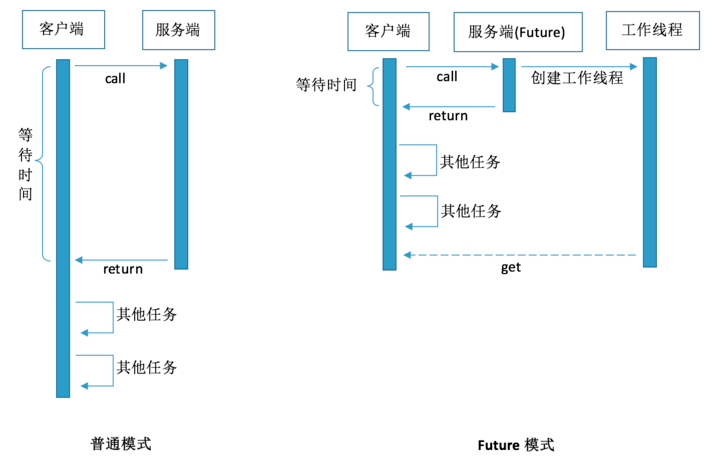 客户端
服务端
call
等待时间
return
其他任务
其他任务
普通模式
客户端
服务端(Future)
工作线程
等待时间
call
创建工作线程
return
其他任务
其他任务
get
Future 模式